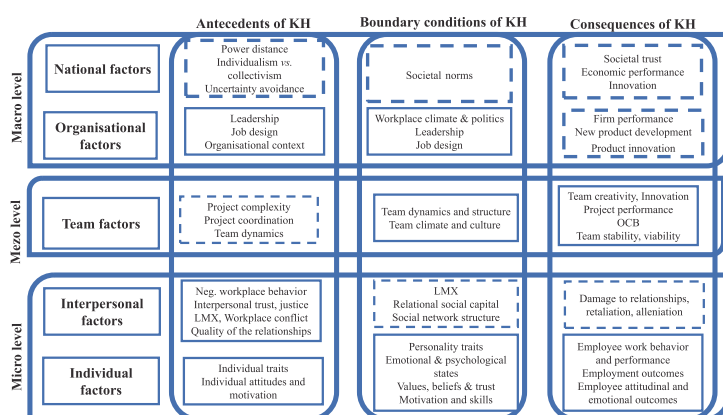 Antecedents of KH
Boundary conditions of KH
Consequences of KH
Macro level
National factors
Power distance
Individualism vs.
collectivism
Uncertainty avoidance
Societal norms
Societal trust
Economic performance
Innovation
Organisational
factors
Leadership
Job design
Organisational context
Workplace climate & politics
Leadership
Job design
Firm performance
New product development
Product innovation
Mezo level
Team factors
Project complexity
Project coordination
Team dynamics
Team dynamics and structure
Team climate and culture
Team creativity, Innovation
Project performance
OCB
Team stability, viability
Micro level
Interpersonal
factors
Neg. workplace behavior
Interpersonal trust, justice
LMX, Workplace conflict
Quality of the relationships
LMX
Relational social capital
Social network structure
Damage to relationships,
retaliation, alleniation
Individual
factors
Individual traits
Individual attitudes and
motivation
Personality traits
Emotional & psychological
states
Values, beliefs & trust
Motivation and skills
Employee work behavior
and performance
Employment outcomes
Employee attitudinal and
emotional outcomes